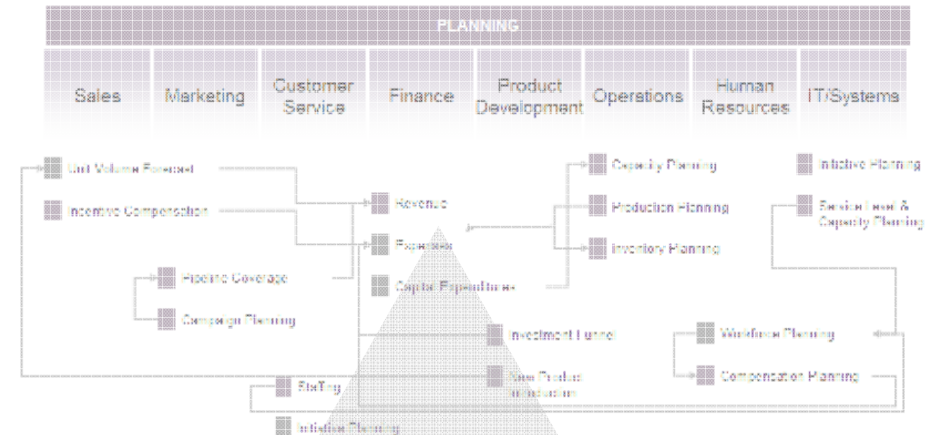 PLANNING
Sales
Marketing
Customer
Service
Finance
Product
Development
Operations
Human
Resources
IT/Systems
Unit Volume Forecast
Capacity Planning
Initiative Planning
Incentive Compensation
Revenue
Production Planning
Service Level &
Capacity Planning
Expenses
Inventory Planning
Pipeline Coverage
Capital Expenditures
Campaign Planning
Investment Funnel
Workforce Planning
Staffing
New Product
Introduction
Compensation Planning
Initiative Planning